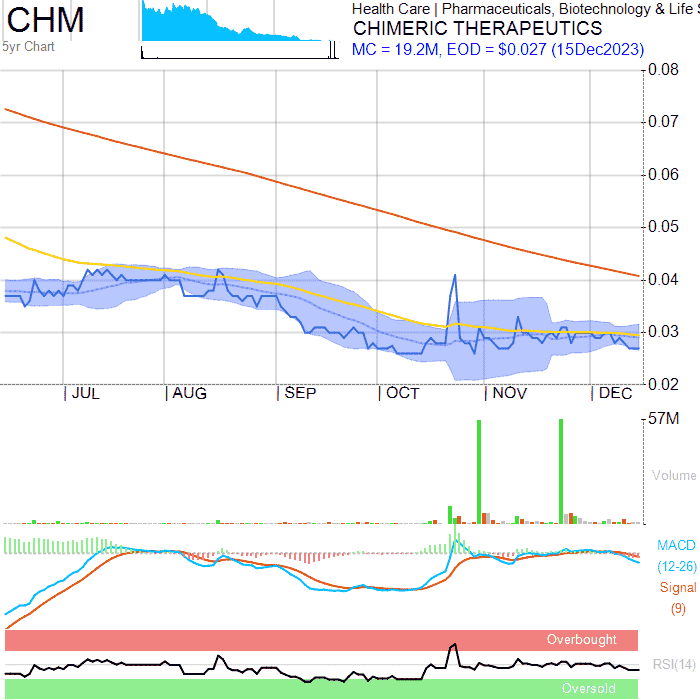 CHM
5yr Chart
Health Care | Pharmaceuticals, Biotechnology & Life
CHIMERIC THERAPEUTICS
MC = 19.2M, EOD = $0.027 (15Dec2023)
0.08
0.07
0.06
0.05
0.04
0.03
0.02
JUL AUG SEP OCT NOV DEC
57M
Volume
MACD
(12-26)
Signal
(9)
Overbought
RSI(14)
Oversold